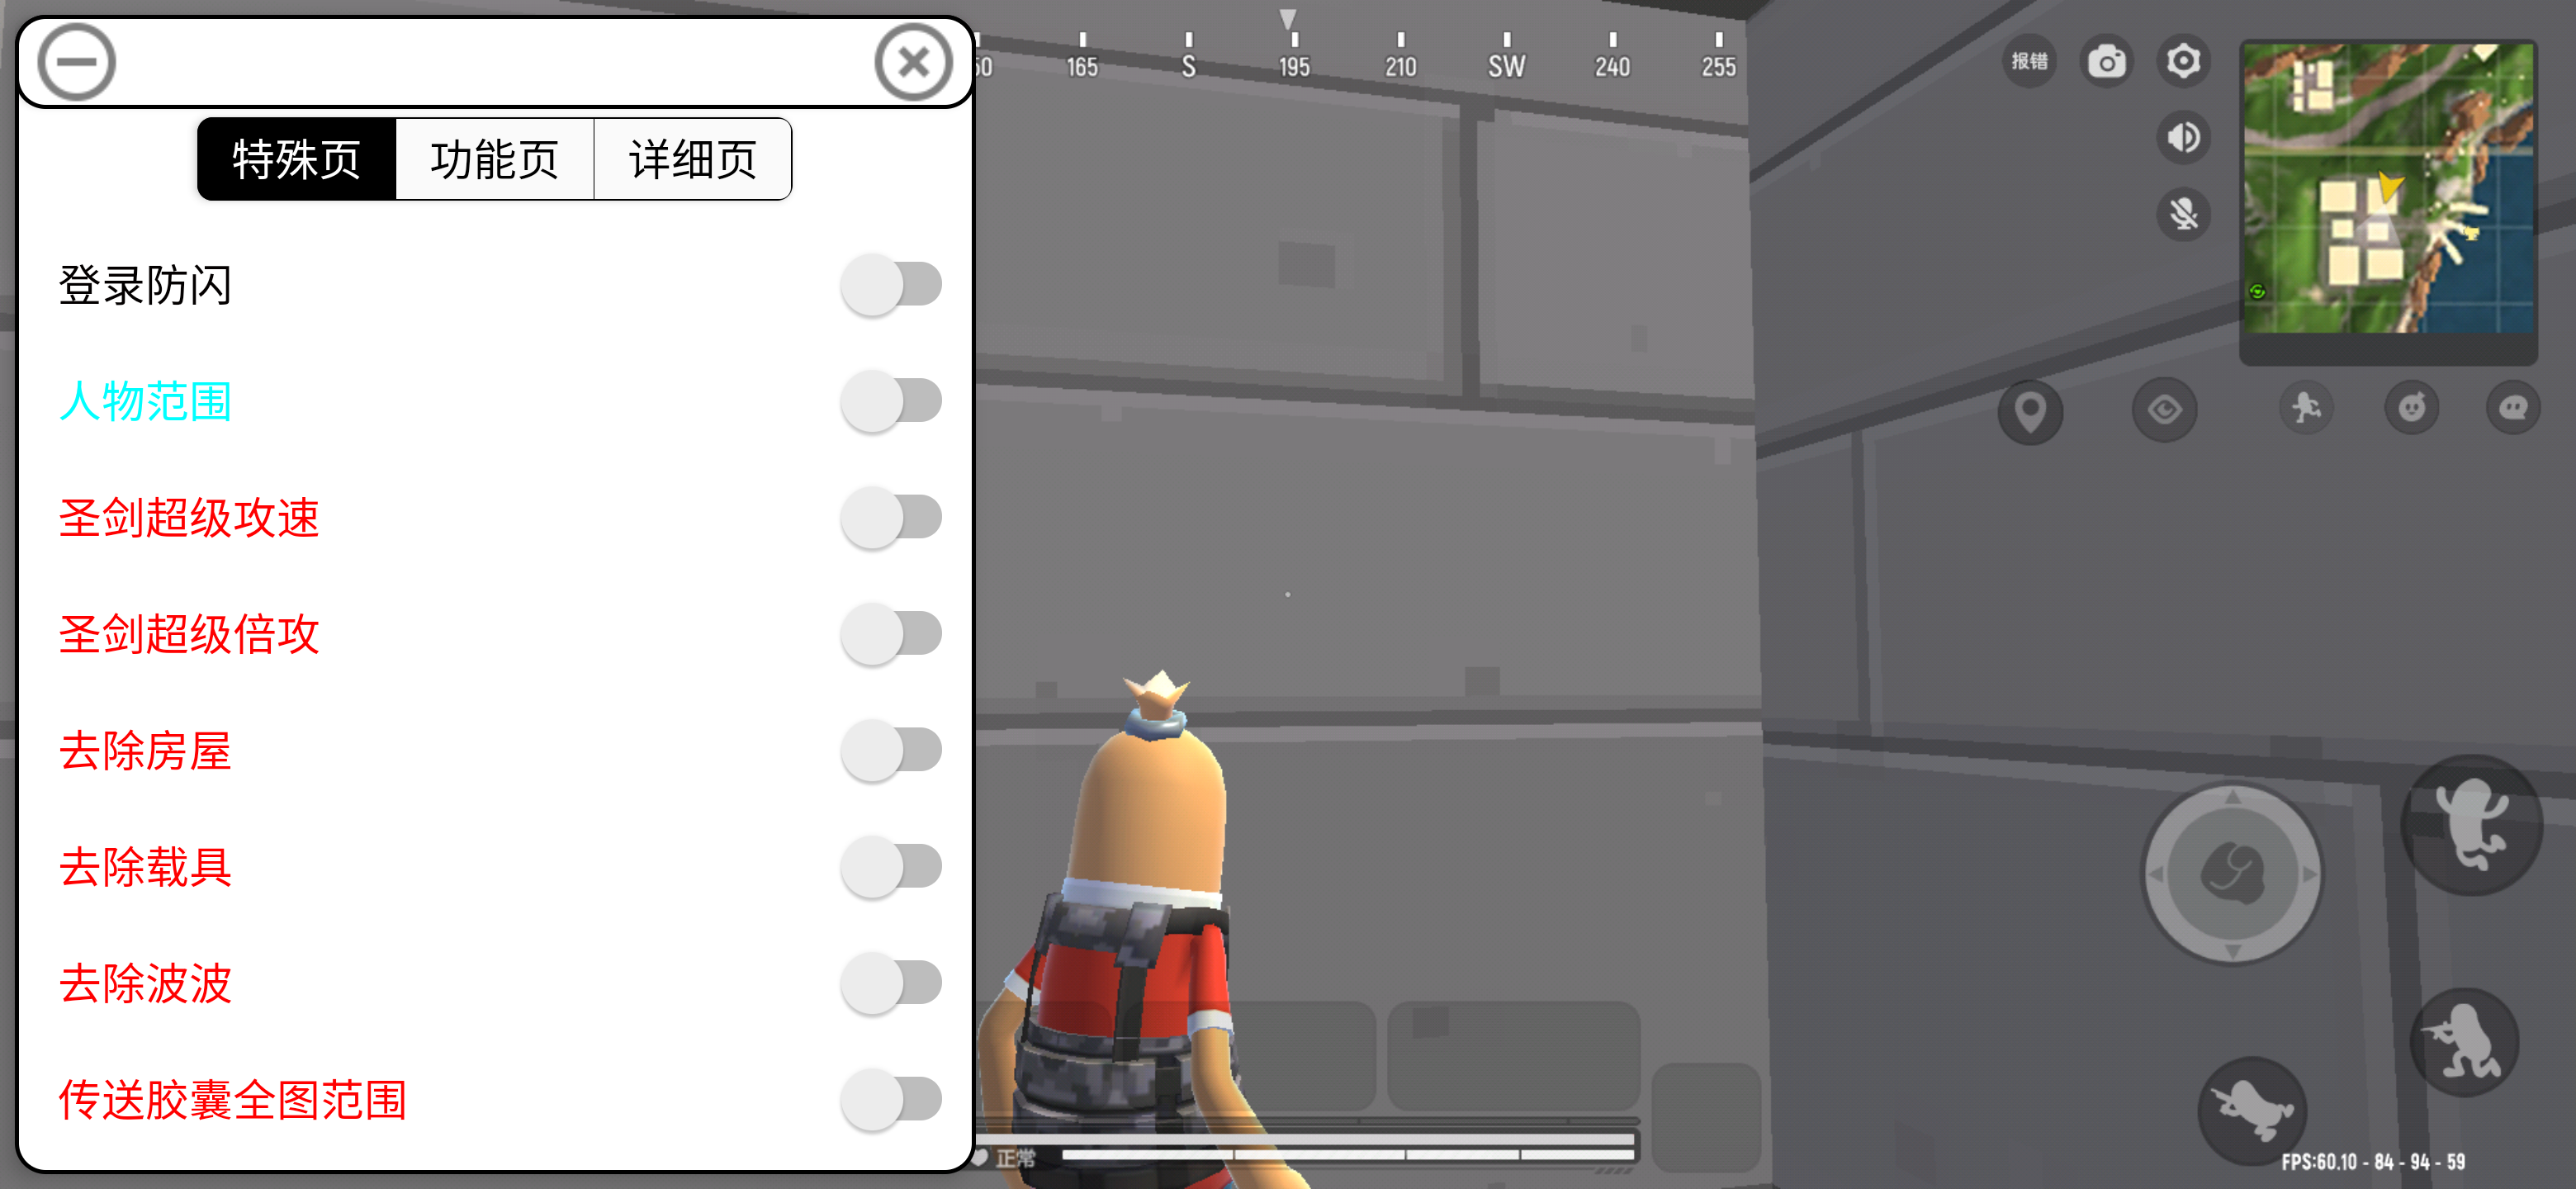 特殊页 功能页 详细页
登录防闪
人物范围
圣剑超级攻速
圣剑超级倍攻
去除房屋
去除载具
去除波波
传送胶囊全图范围
165 S 195 210 SW 240 255
报错
正常
FPS:60.10 - 84 - 94 - 59